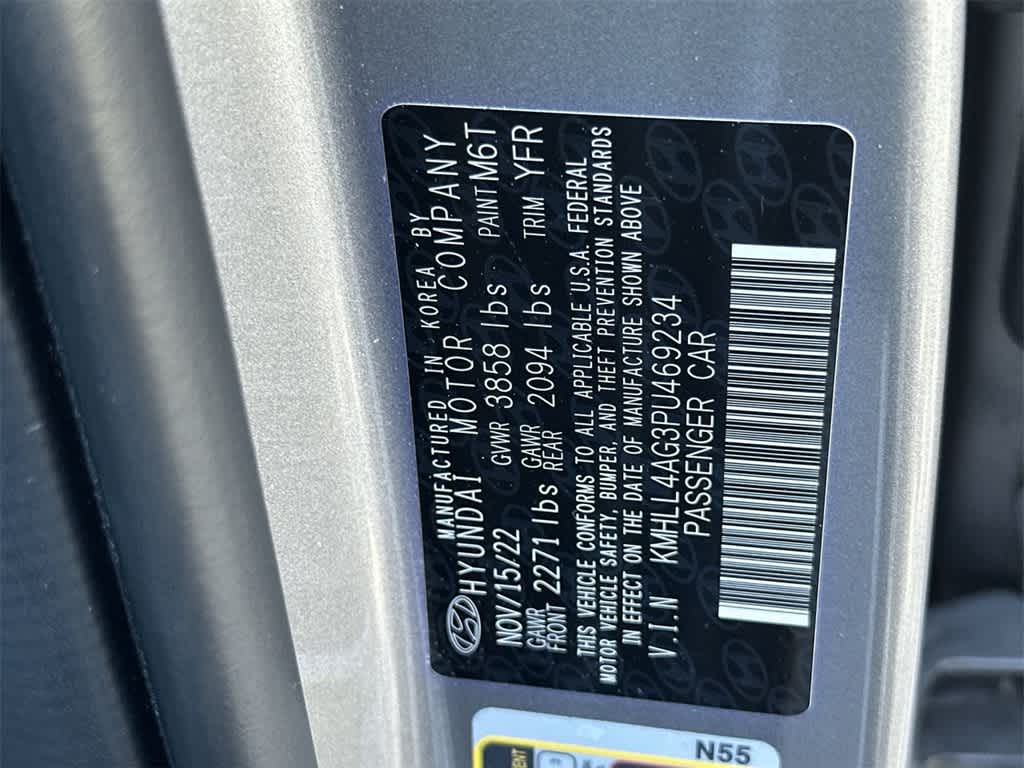 MANUFACTURED IN KOREA BY
HYUNDAI MOTOR COMPANY
NOV/15/22 GVWR 3858 lbs PAINT M6T
GAWR FRONT 2271 lbs GAWR REAR 2094 lbs TRIM YFR
THIS VEHICLE CONFORMS TO ALL APPLICABLE U.S.A. FEDERAL
MOTOR VEHICLE SAFETY, BUMPER, AND THEFT PREVENTION STANDARDS
IN EFFECT ON THE DATE OF MANUFACTURE SHOWN ABOVE
V.I.N KMHLL4AG3PU469234
PASSENGER CAR
N55